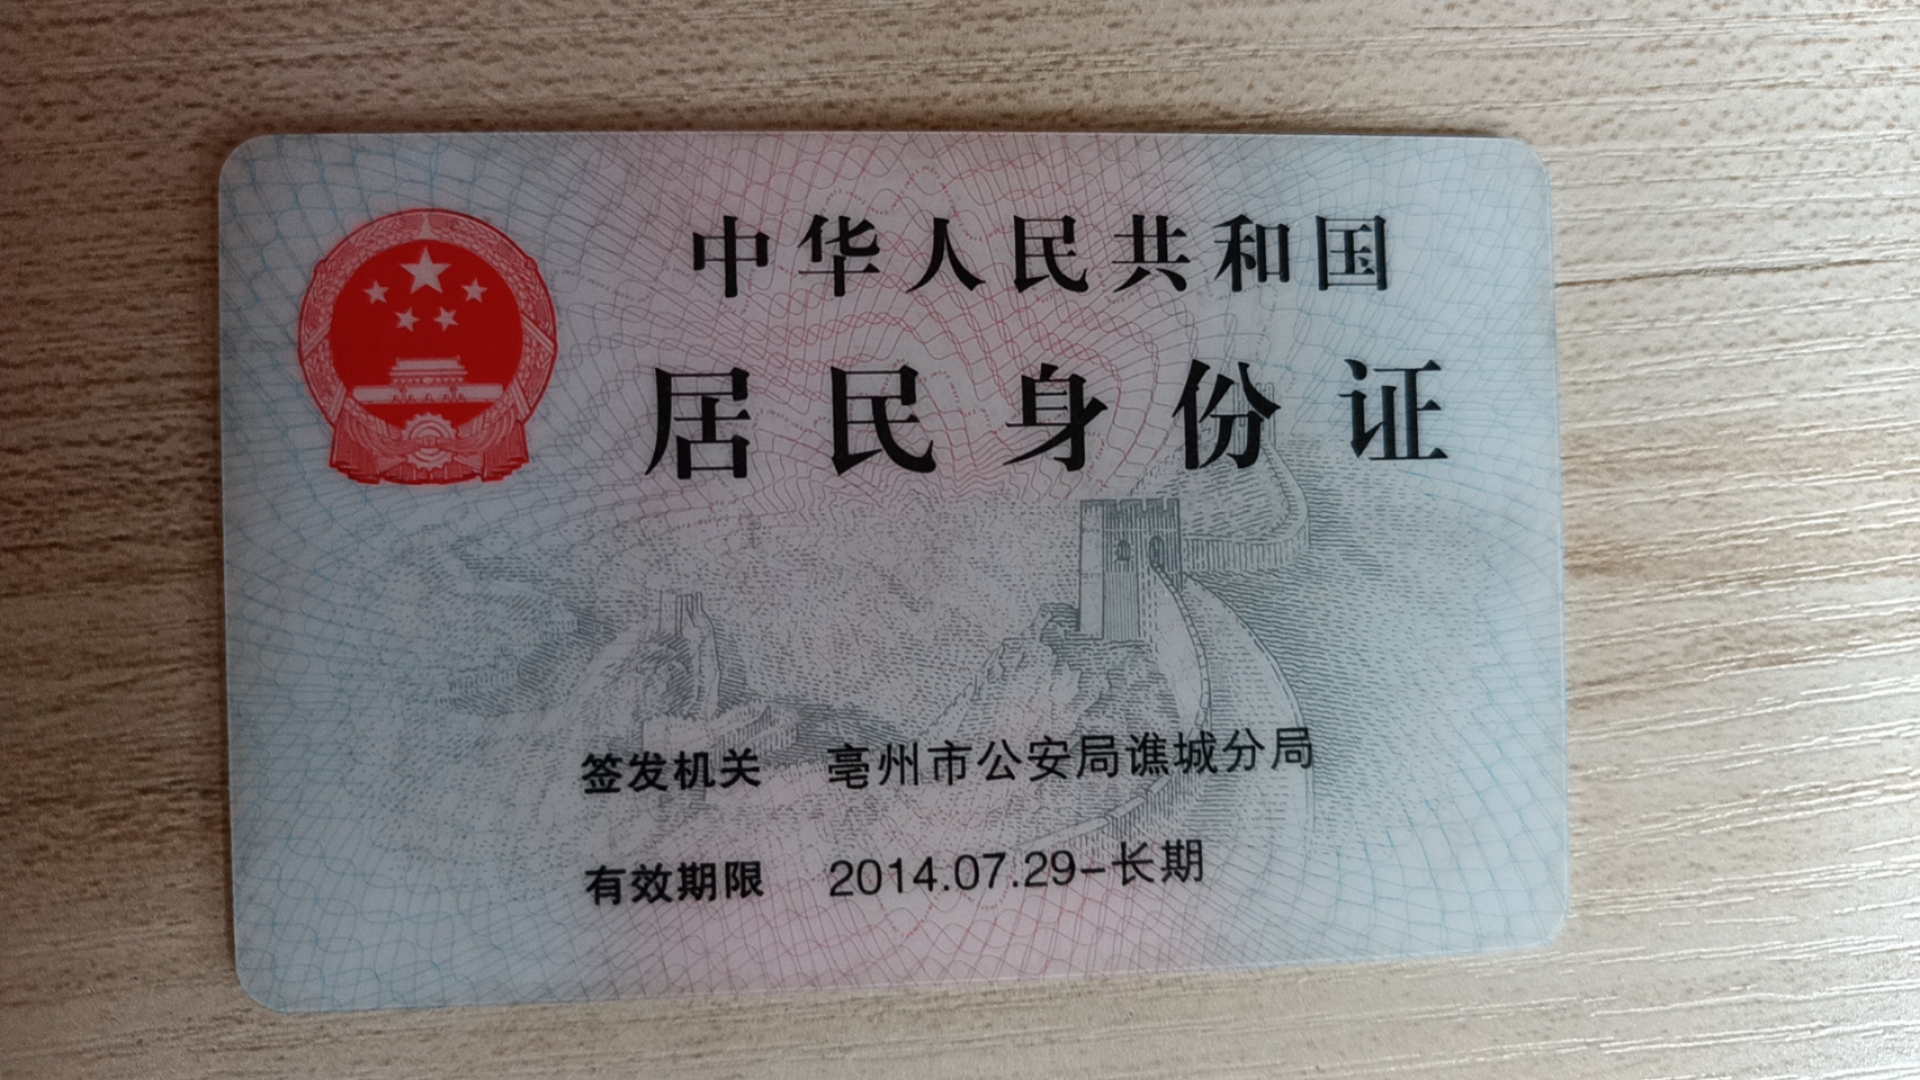 中华人民共和国
居民身份证
签发机关 亳州市公安局谯城分局
有效期限 2014.07.29-长期